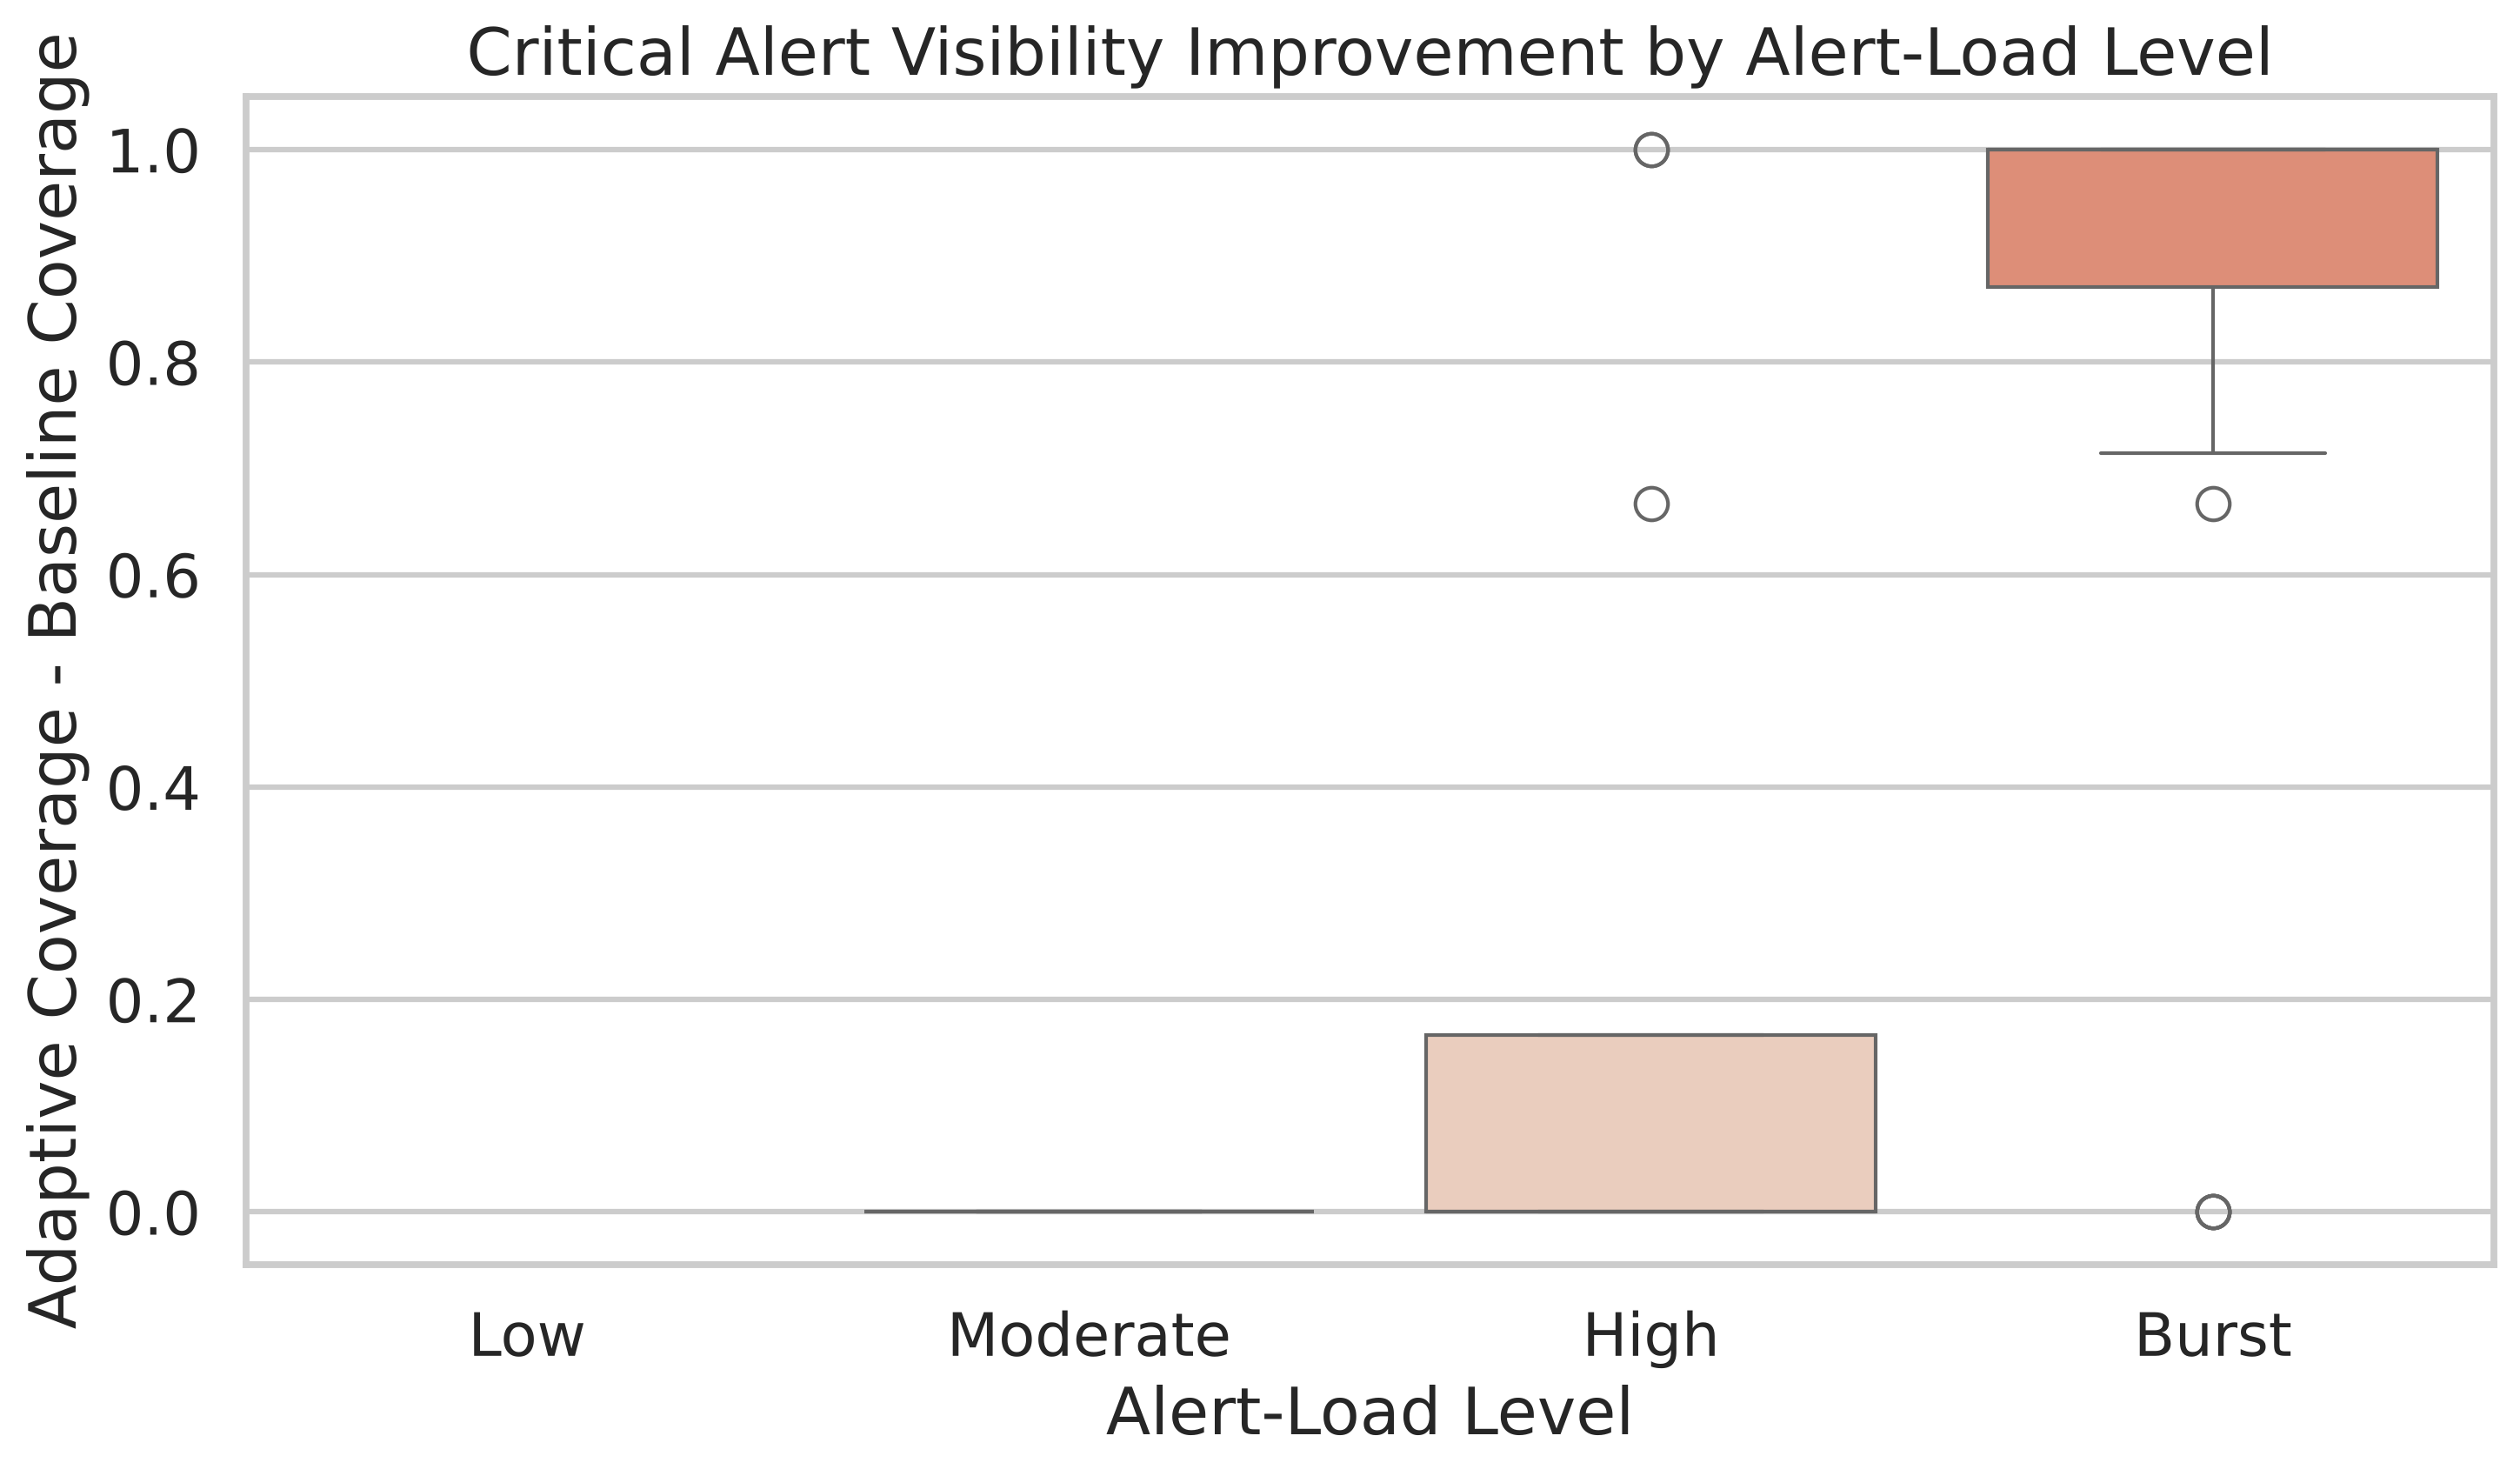 Critical Alert Visibility Improvement by Alert-Load Level
Adaptive Coverage - Baseline Coverage
1.0
0.8
0.6
0.4
0.2
0.0
Low Moderate High Burst
Alert-Load Level